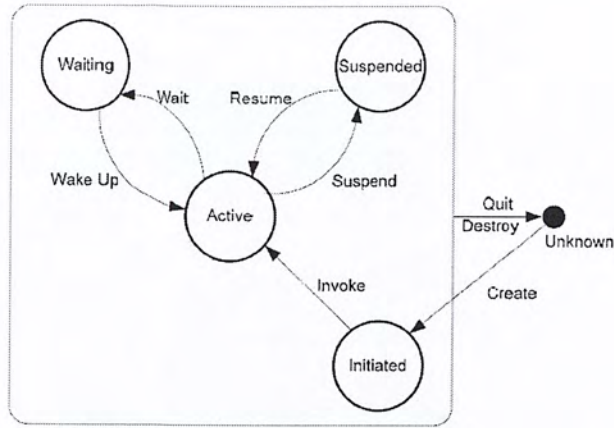 Waiting
Suspended
Wait
Resume
Wake Up
Suspend
Active
Quit
Destroy
Unknown
Invoke
Create
Initiated